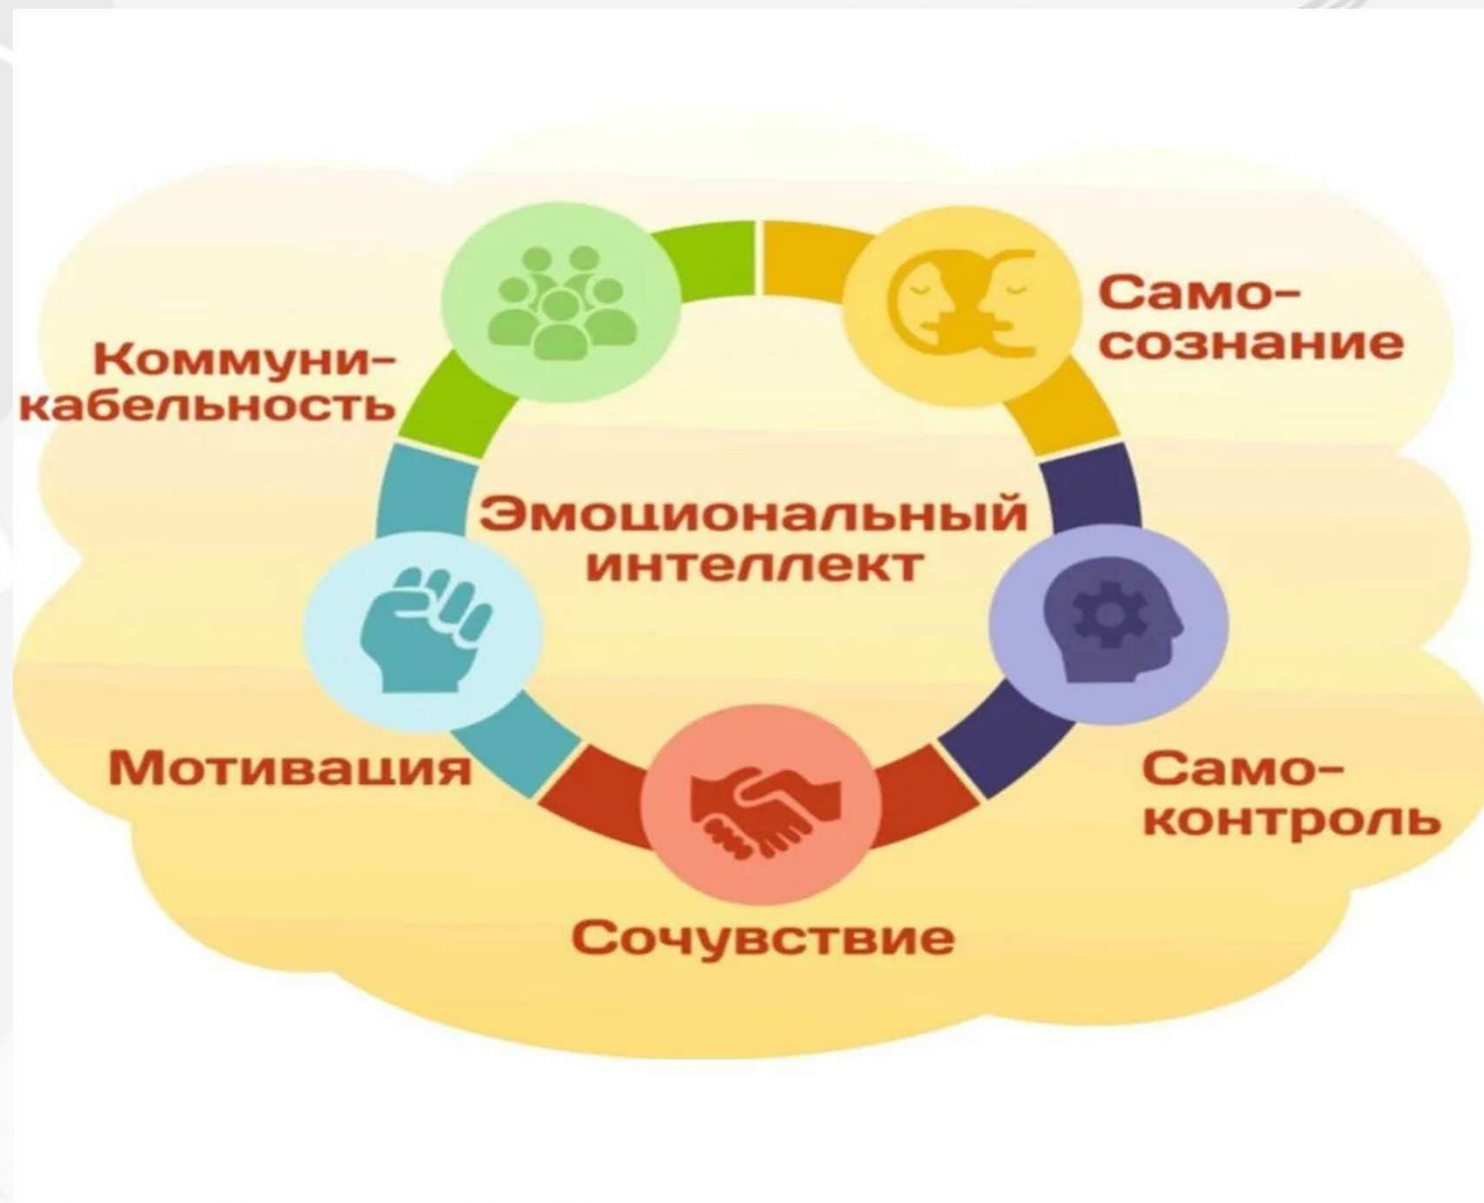 Само-
сознание
Коммуни-
кабельность
Эмоциональный
интеллект
Мотивация
Само-
контроль
Сочувствие